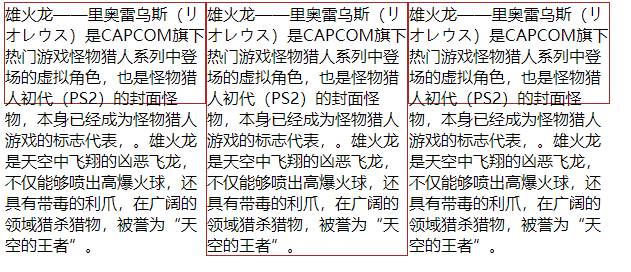 雄火龙——里奥雷乌斯（リ
オレウス）是CAPCOM旗下
热门游戏怪物猎人系列中登
场的虚拟角色，也是怪物猎
人初代（PS2）的封面怪
物，本身已经成为怪物猎人
游戏的标志代表，。雄火龙
是天空中飞翔的凶恶飞龙，
不仅能够喷出高爆火球，还
具有带毒的利爪，在广阔的
领域猎杀猎物，被誉为“天
空的王者”。
雄火龙——里奥雷乌斯（リ
オレウス）是CAPCOM旗下
热门游戏怪物猎人系列中登
场的虚拟角色，也是怪物猎
人初代（PS2）的封面怪
物，本身已经成为怪物猎人
游戏的标志代表，。雄火龙
是天空中飞翔的凶恶飞龙，
不仅能够喷出高爆火球，还
具有带毒的利爪，在广阔的
领域猎杀猎物，被誉为“天
空的王者”。
雄火龙——里奥雷乌斯（リ
オレウス）是CAPCOM旗下
热门游戏怪物猎人系列中登
场的虚拟角色，也是怪物猎
人初代（PS2）的封面怪
物，本身已经成为怪物猎人
游戏的标志代表，。雄火龙
是天空中飞翔的凶恶飞龙，
不仅能够喷出高爆火球，还
具有带毒的利爪，在广阔的
领域猎杀猎物，被誉为“天
空的王者”。